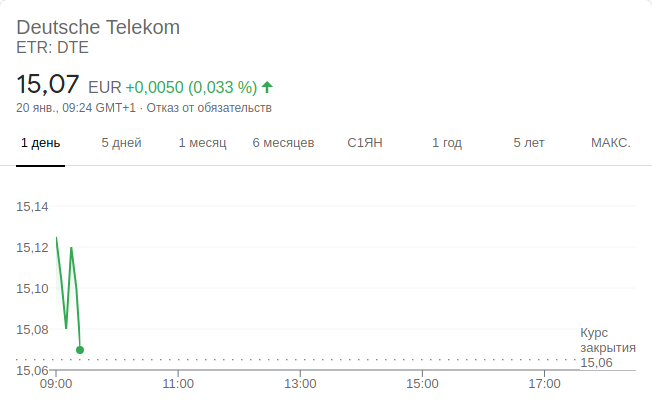 Deutsche Telekom
ETR: DTE
15,07 EUR +0,0050 (0,033 %)
20 янв., 09:24 GMT+1 · Отказ от обязательств
1 день 5 дней 1 месяц 6 месяцев С1ЯН 1 год 5 лет МАКС.
15,14
15,12
15,10
15,08
Курс
закрытия
15,06
15,06
09:00 11:00 13:00 15:00 17:00